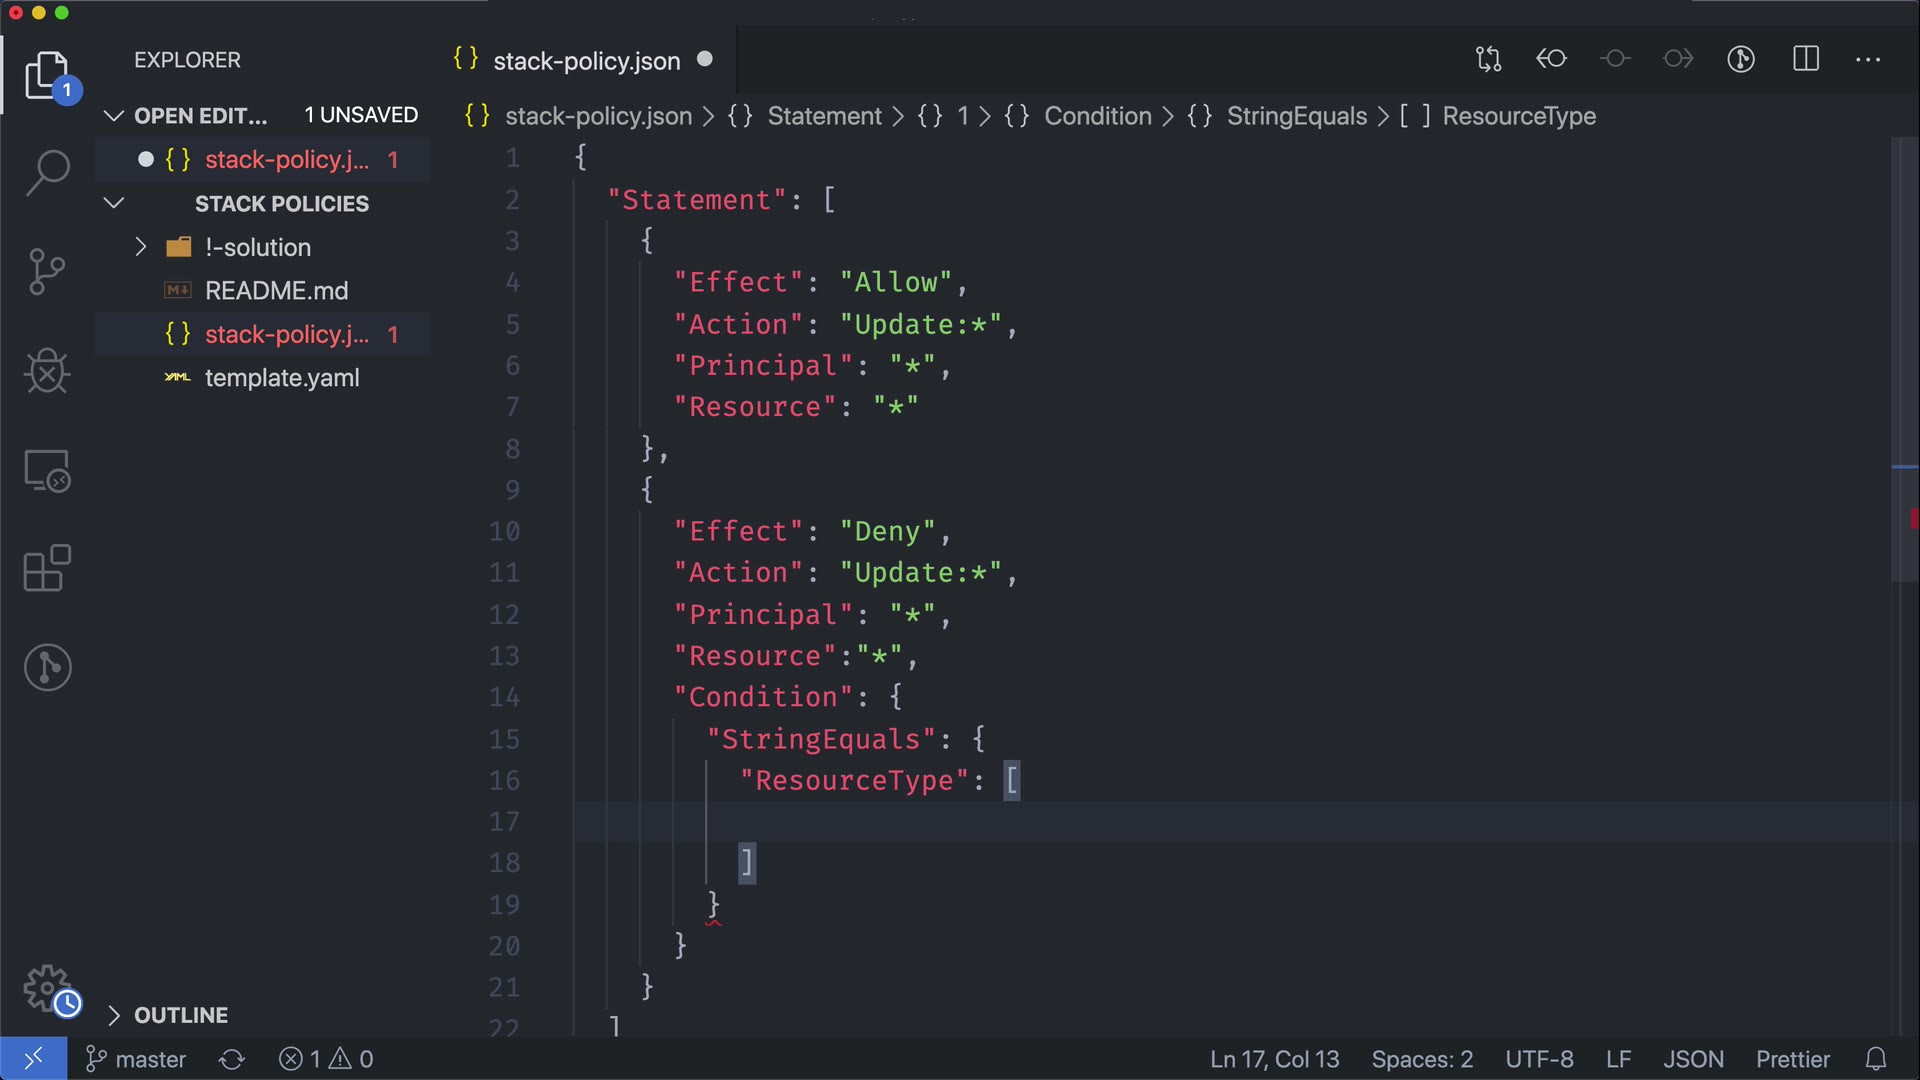 EXPLORER
OPEN EDIT... 1 UNSAVED
{} stack-policy.j... 1
STACK POLICIES
!-solution
README.md
{} stack-policy.j... 1
YAML template.yaml
OUTLINE
1
{} stack-policy.json
{} stack-policy.json > {} Statement > {} 1 > {} Condition > {} StringEquals > [ ] ResourceType
1 {
2 "Statement": [
3 {
4 "Effect": "Allow",
5 "Action": "Update:*",
6 "Principal": "*",
7 "Resource": "*"
8 },
9 {
10 "Effect": "Deny",
11 "Action": "Update:*",
12 "Principal": "*",
13 "Resource":"*",
14 "Condition": {
15 "StringEquals": {
16 "ResourceType": [
17
18 ]
19 }
20 }
21 }
22 ]
master 1 0 Ln 17, Col 13 Spaces: 2 UTF-8 LF JSON Prettier